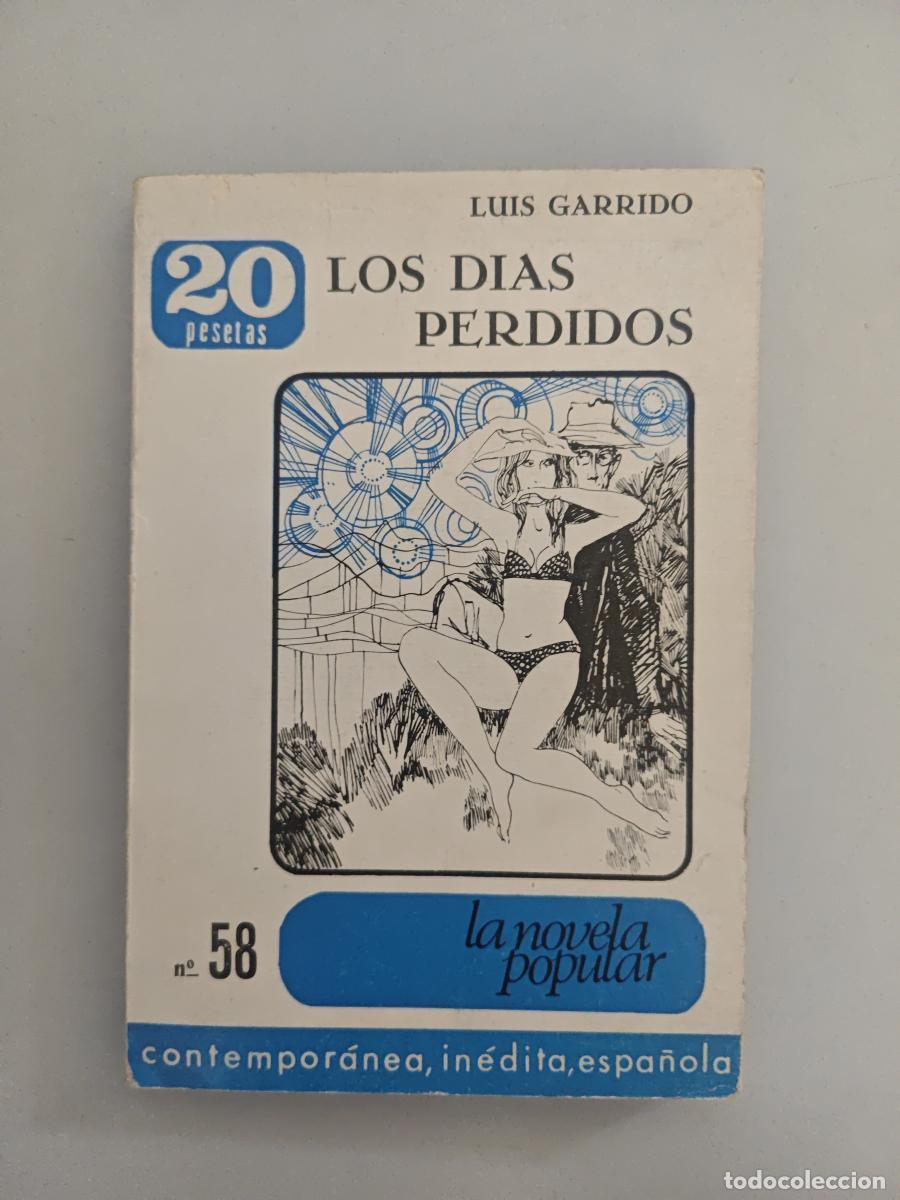 LUIS GARRIDO
20
pesetas
LOS DIAS
PERDIDOS
nº 58
la novela
popular
contemporánea, inédita, española
todocoleccion